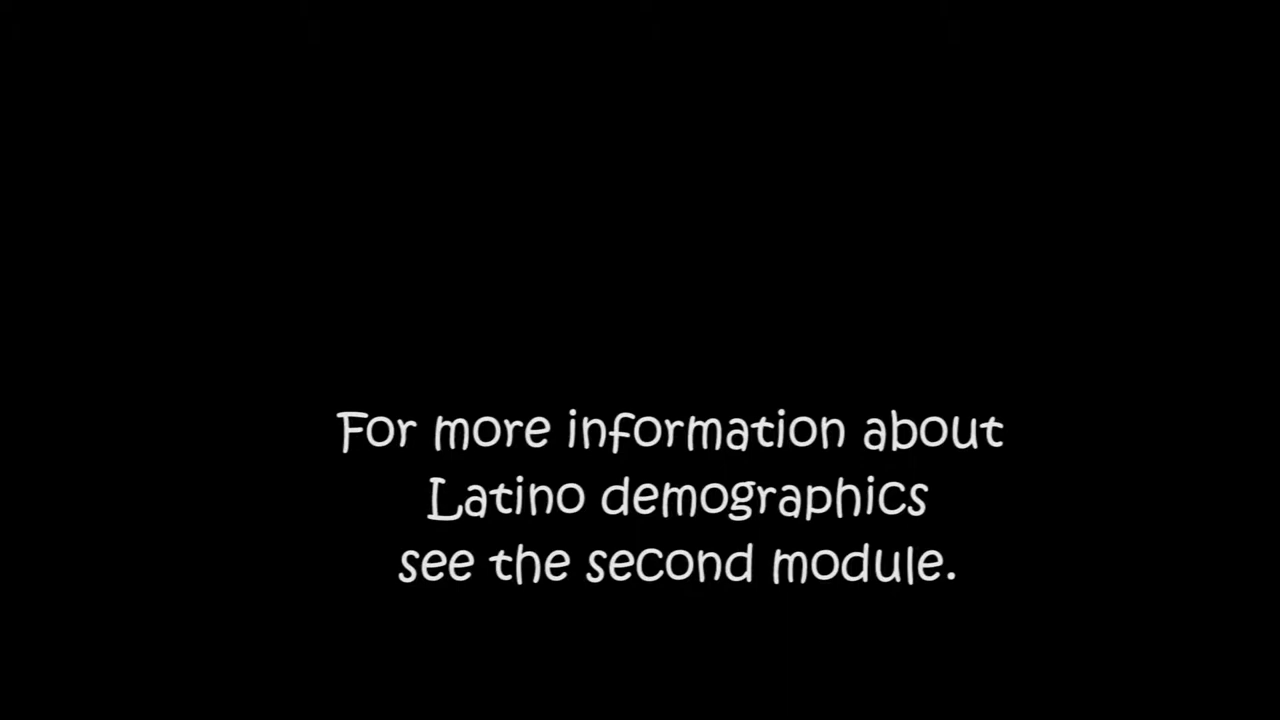 For more information about
Latino demographics
see the second module.